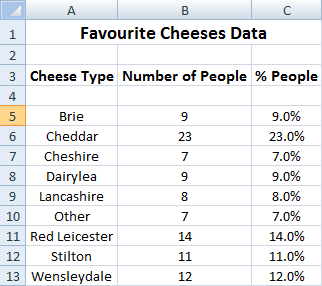 A B C
1 Favourite Cheeses Data
2
3 Cheese Type Number of People % People
4
5 Brie 9 9.0%
6 Cheddar 23 23.0%
7 Cheshire 7 7.0%
8 Dairylea 9 9.0%
9 Lancashire 8 8.0%
10 Other 7 7.0%
11 Red Leicester 14 14.0%
12 Stilton 11 11.0%
13 Wensleydale 12 12.0%